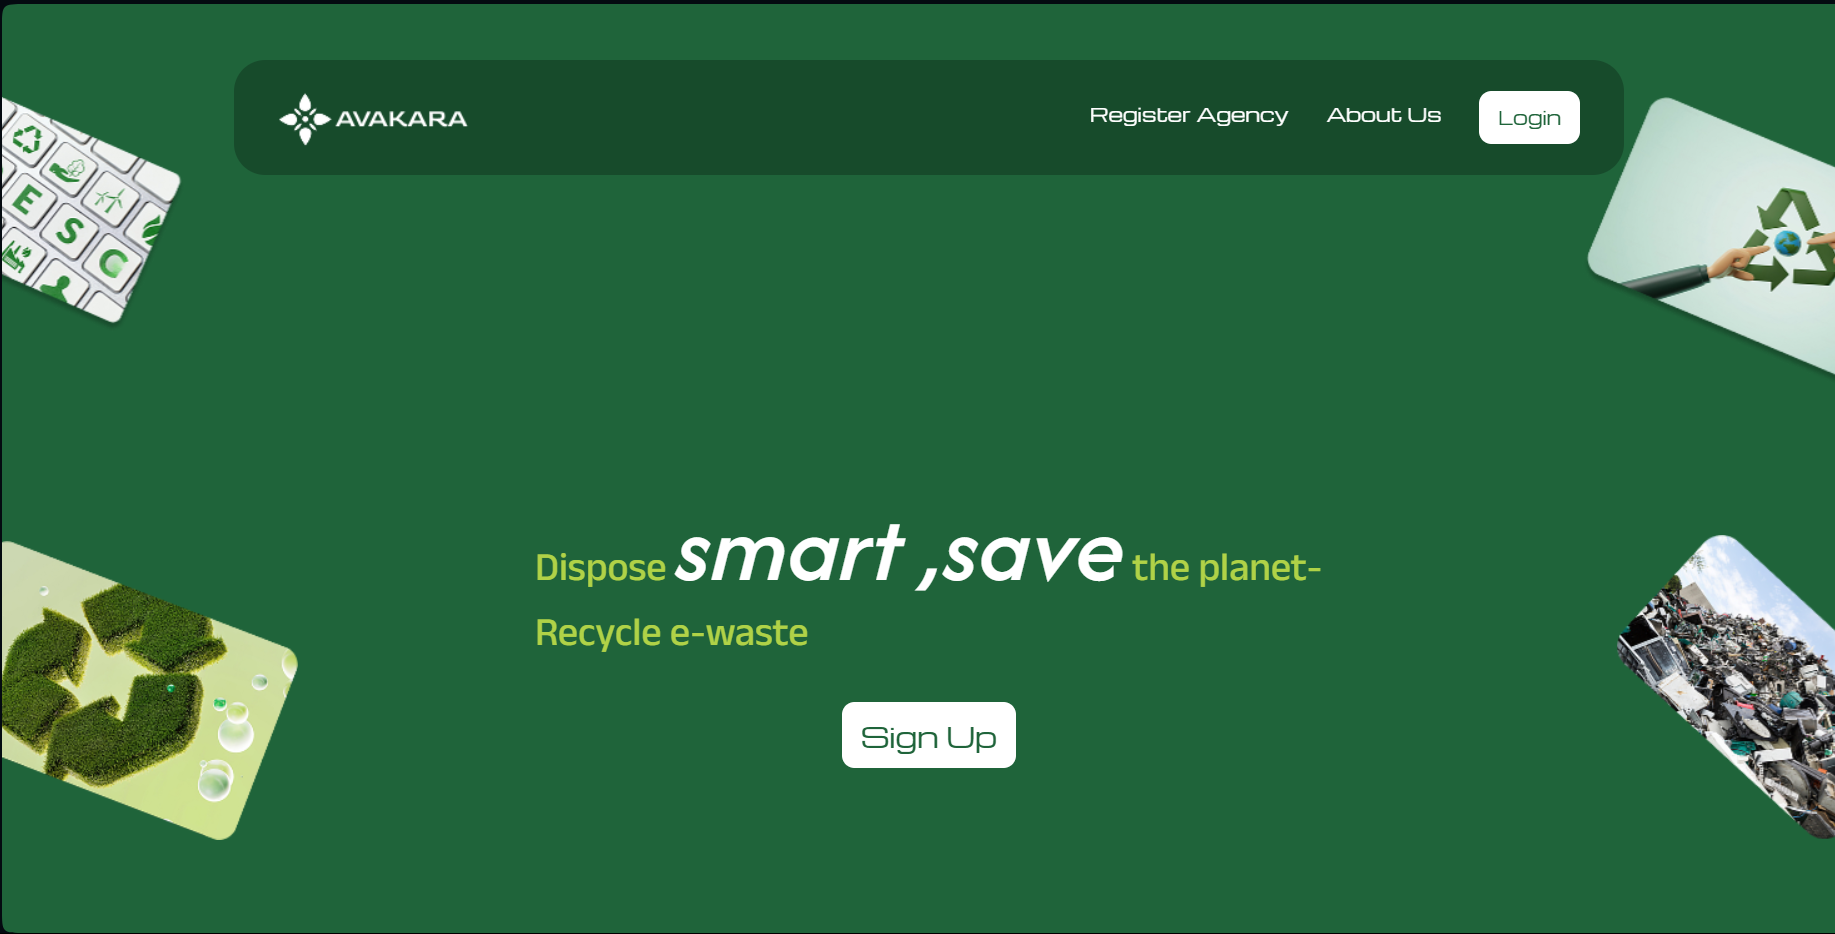 AVAKARA
Register Agency
About Us
Login
E
S
G
Dispose smart ,save the planet-
Recycle e-waste
Sign Up